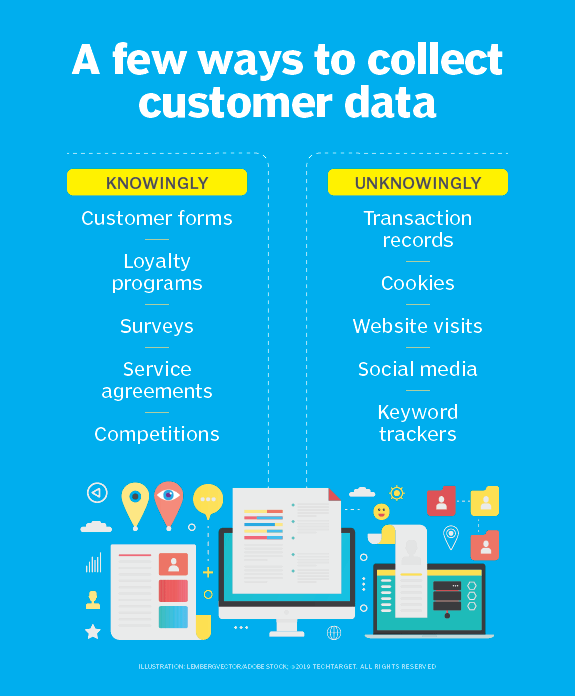 A few ways to collect
customer data
KNOWINGLY
Customer forms
Loyalty
programs
Surveys
Service
agreements
Competitions
UNKNOWINGLY
Transaction
records
Cookies
Website visits
Social media
Keyword
trackers
ILLUSTRATION: LEMBERGVECTOR/ADOBE STOCK; ©2019 TECHTARGET. ALL RIGHTS RESERVED